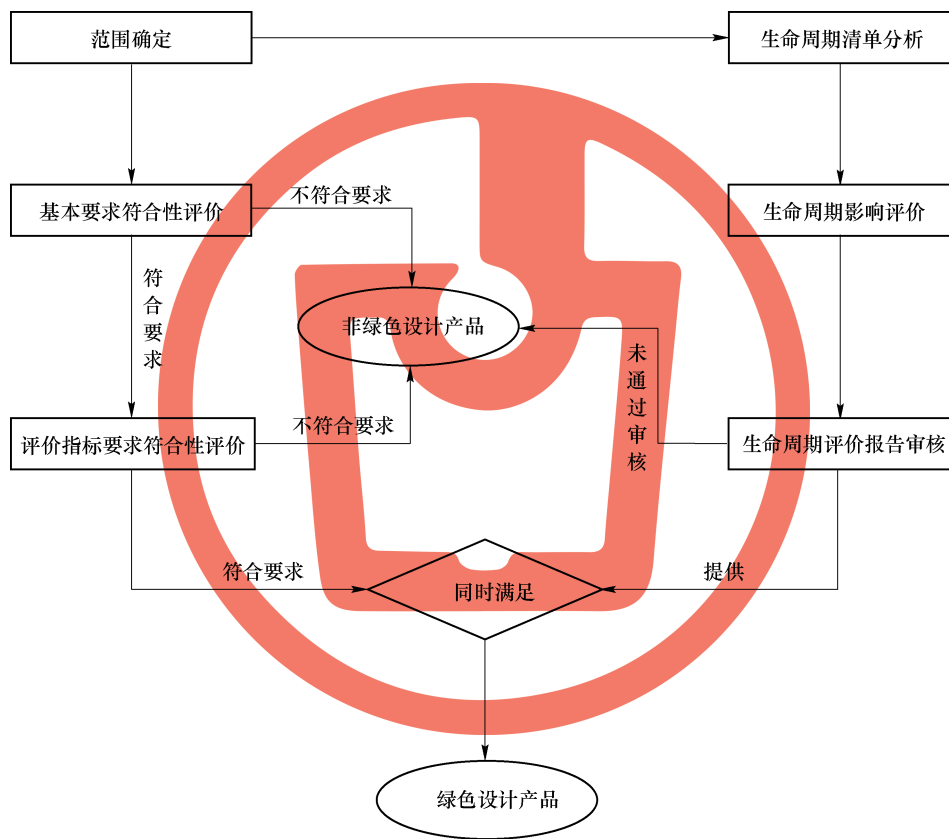 范围确定
生命周期清单分析
基本要求符合性评价
不符合要求
生命周期影响评价
符合要求
非绿色设计产品
未通过审核
评价指标要求符合性评价
不符合要求
生命周期评价报告审核
符合要求
同时满足
提供
绿色设计产品